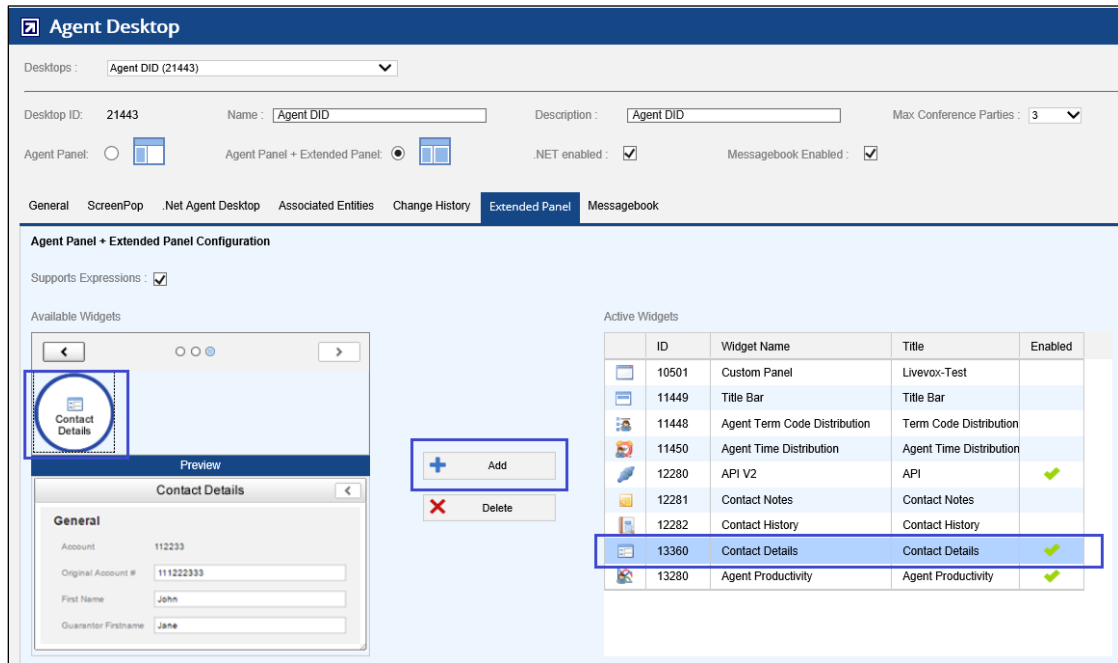 Agent Desktop
Desktops : Agent DID (21443)
Desktop ID: 21443 Name : Agent DID Description : Agent DID Max Conference Parties : 3
Agent Panel: Agent Panel + Extended Panel: .NET enabled : Messagebook Enabled :
General ScreenPop .Net Agent Desktop Associated Entities Change History Extended Panel Messagebook
Agent Panel + Extended Panel Configuration
Supports Expressions :
Available Widgets
Contact
Details
Preview
Contact Details
General
Account 112233
Original Account # 111222333
First Name John
Guarantor Firstname Jane
Add
Delete
Active Widgets
ID Widget Name Title Enabled
10501 Custom Panel Livevox-Test
11449 Title Bar Title Bar
11448 Agent Term Code Distribution Term Code Distribution
11450 Agent Time Distribution Agent Time Distribution
12280 API V2 API
12281 Contact Notes Contact Notes
12282 Contact History Contact History
13360 Contact Details Contact Details
13280 Agent Productivity Agent Productivity